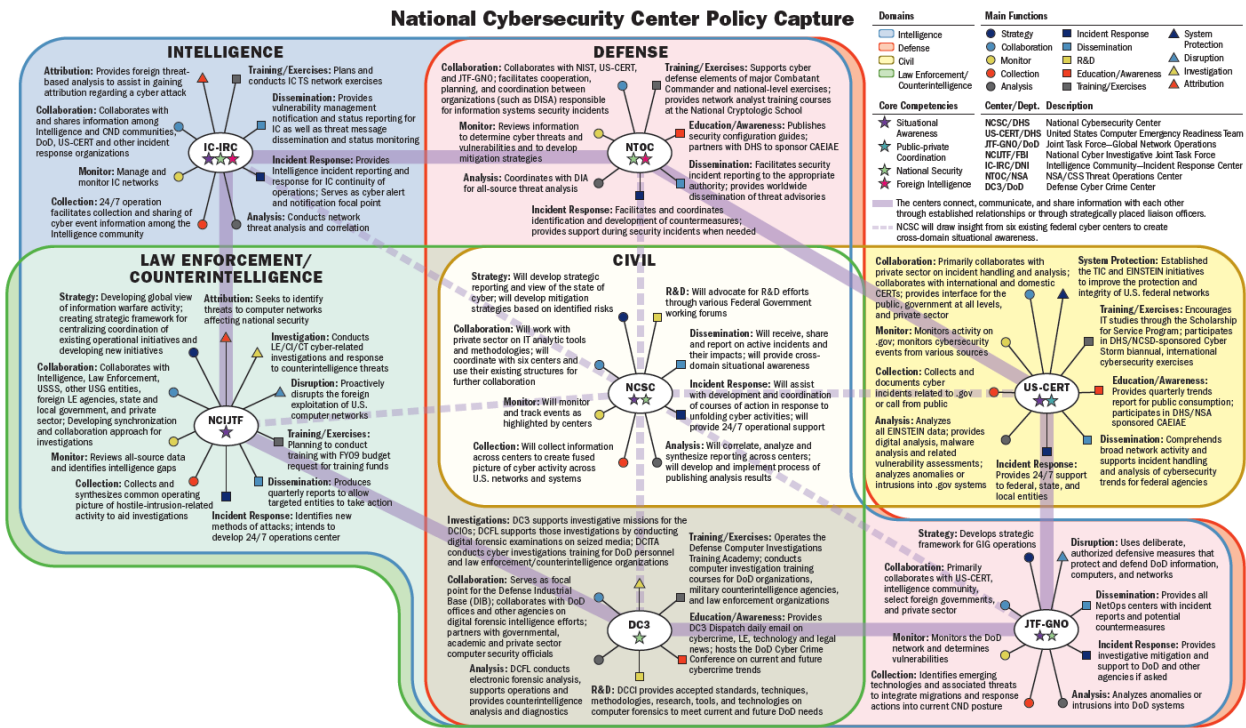 National Cybersecurity Center Policy Capture
Domains
Intelligence
Defense
Civil
Law Enforcement/
Counterintelligence
Main Functions
Strategy
Collaboration
Monitor
Collection
Analysis
Incident Response
Dissemination
R&D
Education/Awareness
Training/Exercises
System
Protection
Disruption
Investigation
Attribution
Core Competencies
Situational
Awareness
Public-private
Coordination
National Security
Foreign Intelligence
Center/Dept. Description
NCSC/DHS National Cybersecurity Center
US-CERT/DHS United States Computer Emergency Readiness Team
JTF-GNO/DoD Joint Task Force—Global Network Operations
NCIJTF/FBI National Cyber Investigative Joint Task Force
IC-IRC/DNI Intelligence Community—Incident Response Center
NTOC/NSA NSA/CSS Threat Operations Center
DC3/DoD Defense Cyber Crime Center
The centers connect, communicate, and share information with each other
through established relationships or through strategically placed liaison officers.
NCSC will draw insight from six existing federal cyber centers to create
cross-domain situational awareness.
INTELLIGENCE
Attribution: Provides foreign threat-
based analysis to assist in gaining
attribution regarding a cyber attack
Training/Exercises: Plans and
conducts IC TS network exercises
Collaboration: Collaborates with
and shares information among
Intelligence and CND communities,
DoD, US-CERT and other incident
response organizations
Dissemination: Provides
vulnerability management
notification and status reporting for
IC as well as threat message
dissemination and status monitoring
IC-IRC
Monitor: Manage and
monitor IC networks
Incident Response: Provides
Intelligence incident reporting and
response for IC continuity of
operations; Serves as cyber alert
and notification focal point
Collection: 24/7 operation
facilitates collection and sharing of
cyber event information among the
Intelligence community
Analysis: Conducts network
threat analysis and correlation
DEFENSE
Collaboration: Collaborates with NIST, US-CERT,
and JTF-GNO; facilitates cooperation,
planning, and coordination between
organizations (such as DISA) responsible
for information systems security incidents
Training/Exercises: Supports cyber
defense elements of major Combatant
Commander and national-level exercises;
provides network analyst training courses
at the National Cryptologic School
Monitor: Reviews information
to determine cyber threats and
vulnerabilities and to develop
mitigation strategies
NTOC
Education/Awareness: Publishes
security configuration guides;
partners with DHS to sponsor CAEIAE
Analysis: Coordinates with DIA
for all-source threat analysis
Dissemination: Facilitates security
incident reporting to the appropriate
authority; provides worldwide
dissemination of threat advisories
Incident Response: Facilitates and coordinates
identification and development of countermeasures;
provides support during security incidents when needed
LAW ENFORCEMENT/
COUNTERINTELLIGENCE
Strategy: Developing global view
of information warfare activity;
creating strategic framework for
centralizing coordination of
existing operational initiatives and
developing new initiatives
Attribution: Seeks to identify
threats to computer networks
affecting national security
Investigation: Conducts
LE/CI/CT cyber-related
investigations and response
to counterintelligence threats
Collaboration: Collaborates with
Intelligence, Law Enforcement,
USSS, other USG entities,
foreign LE agencies, state and
local government, and private
sector; Developing synchronization
and collaboration approach for
investigations
Disruption: Proactively
disrupts the foreign
exploitation of U.S.
computer networks
NCIJTF
Training/Exercises:
Planning to conduct
training with FY09 budget
request for training funds
Monitor: Reviews all-source data
and identifies intelligence gaps
Collection: Collects and
synthesizes common operating
picture of hostile-intrusion-related
activity to aid investigations
Dissemination: Produces
quarterly reports to allow
targeted entities to take action
Incident Response: Identifies new
methods of attacks; intends to
develop 24/7 operations center
CIVIL
Strategy: Will develop strategic
reporting and view of the state of
cyber; will develop mitigation
strategies based on identified risks
R&D: Will advocate for R&D efforts
through various Federal Government
working forums
Collaboration: Will work with
private sector on IT analytic tools
and methodologies; will
coordinate with six centers and
use their existing structures for
further collaboration
Dissemination: Will receive, share
and report on active incidents and
their impacts; will provide cross-
domain situational awareness
NCSC
Monitor: Will monitor
and track events as
highlighted by centers
Incident Response: Will assist
with development and coordination
of courses of action in response to
unfolding cyber activities; will
provide 24/7 operational support
Collection: Will collect information
across centers to create fused
picture of cyber activity across
U.S. networks and systems
Analysis: Will correlate, analyze and
synthesize reporting across centers;
will develop and implement process of
publishing analysis results
Collaboration: Primarily collaborates with
private sector on incident handling and analysis;
collaborates with international and domestic
CERTs; provides interface for the
public, government at all levels,
and private sector
System Protection: Established
the TIC and EINSTEIN initiatives
to improve the protection and
integrity of U.S. federal networks
Monitor: Monitors activity on
.gov; monitors cybersecurity
events from various sources
Training/Exercises: Encourages
IT studies through the Scholarship
for Service Program; participates
in DHS/NCSD-sponsored Cyber
Storm biannual, international
cybersecurity exercises
Collection: Collects and
documents cyber
incidents related to .gov
or call from public
US-CERT
Education/Awareness:
Provides quarterly trends
report for public consumption;
participates in DHS/NSA
sponsored CAEIAE
Analysis: Analyzes
all EINSTEIN data; provides
digital analysis, malware
analysis and related
vulnerability assessments; analyzes
anomalies or
intrusions into .gov systems
Incident Response:
Provides 24/7 support
to federal, state, and
local entities
Dissemination: Comprehends
broad network activity and
supports incident handling
and analysis of cybersecurity
trends for federal agencies
Investigations: DC3 supports investigative missions for the
DCIOs; DCFL supports those investigations by conducting
digital forensic examinations on seized media; DCITA
conducts cyber investigations training for DoD personnel
and law enforcement/counterintelligence organizations
Training/Exercises: Operates the
Defense Computer Investigations
Training Academy; conducts
computer investigation training
courses for DoD organizations,
military counterintelligence agencies,
and law enforcement organizations
Collaboration: Serves as focal
point for the Defense Industrial
Base (DIB); collaborates with DoD
offices and other agencies on
digital forensic intelligence efforts;
partners with governmental,
academic and private sector
computer security officials
DC3
Education/Awareness: Provides
DC3 Dispatch daily email on
cybercrime, LE, technology and legal
news; hosts the DoD Cyber Crime
Conference on current and future
cybercrime trends
Analysis: DCFL conducts
electronic forensic analysis,
supports operations and
provides counterintelligence
analysis and diagnostics
R&D: DCCI provides accepted standards, techniques,
methodologies, research, tools, and technologies on
computer forensics to meet current and future DoD needs
Strategy: Develops strategic
framework for GIG operations
Disruption: Uses deliberate,
authorized defensive measures that
protect and defend DoD information,
computers, and networks
Collaboration: Primarily
collaborates with US-CERT,
intelligence community,
select foreign governments,
and private sector
Dissemination: Provides all
NetOps centers with incident
reports and potential
countermeasures
JTF-GNO
Monitor: Monitors the DoD
network and determines
vulnerabilities
Incident Response: Provides
investigative mitigation and
support to DoD and other
agencies if asked
Collection: Identifies emerging
technologies and associated threats
to integrate migrations and response
actions into current CND posture
Analysis: Analyzes anomalies or
intrusions into DoD systems